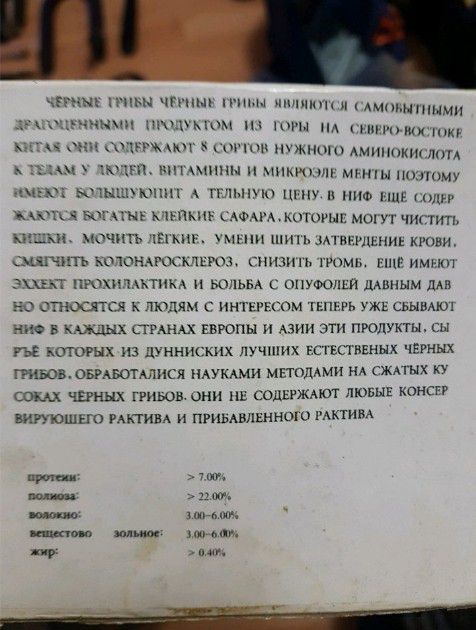 ЧЁРНЫЕ ГРИБЫ ЧЁРНЫЕ ГРИБЫ ЯВЛЯЮТСЯ САМОБЫТНЫМИ
ДРАГОЦЕННЫМИ ПРОДУКТОМ ИЗ ГОРЫ НА СЕВЕРО-ВОСТОКЕ
КИТАЯ ОНИ СОДЕРЖАЮТ 8 СОРТОВ НУЖНОГО АМИНОКИСЛОТА
К ТЕЛАМ У ЛЮДЕЙ, ВИТАМИНЫ И МИКРОЭЛЕ МЕНТЫ ПОЭТОМУ
ИМЕЮТ БОЛЫШУЮПИТ А ТЕЛЬНУЮ ЦЕНУ. В НИФ ЕЩЁ СОДЕР
ЖАЮТСЯ БОГАТЫЕ КЛЕЙКИЕ САФАРА, КОТОРЫЕ МОГУТ ЧИСТИТЬ
КИШКИ, МОЧИТЬ ЛЁГКИЕ, УМЕНИ ШИТЬ ЗАТВЕРДЕНИЕ КРОВИ,
СМЯГЧИТЬ КОЛОНАРОСКЛЕРОЗ, СНИЗИТЬ ТРОМБ, ЕЩЁ ИМЕЮТ
ЭХХЕКТ ПРОХИЛАКТИКА И БОЛЬБА С ОПУФОЛЕЙ ДАВНЫМ ДАВ
НО ОТНОСЯТСЯ К ЛЮДЯМ С ИНТЕРЕСОМ ТЕПЕРЬ УЖЕ СБЫВАЮТ
НИФ В КАЖДЫХ СТРАНАХ ЕВРОПЫ И АЗИИ ЭТИ ПРОДУКТЫ, СЫ
РЪЁ КОТОРЫХ ИЗ ДУННИСКИХ ЛУЧШИХ ЕСТЕСТВЕНЫХ ЧЁРНЫХ
ГРИБОВ, ОБРАБОТАЛИСЯ НАУКАМИ МЕТОДАМИ НА СЖАТЫХ КУ
СОКАХ ЧЁРНЫХ ГРИБОВ. ОНИ НЕ СОДЕРЖАЮТ ЛЮБЫЕ КОНСЕР
ВИРУЮШЕГО РАКТИВА И ПРИБАВЛЕННОГО РАКТИВА
протеин: > 7.00%
полиоза: > 22.00%
волокно: 3.00-6.00%
вещестово зольное: 3.00-6.00%
жир: > 0.40%